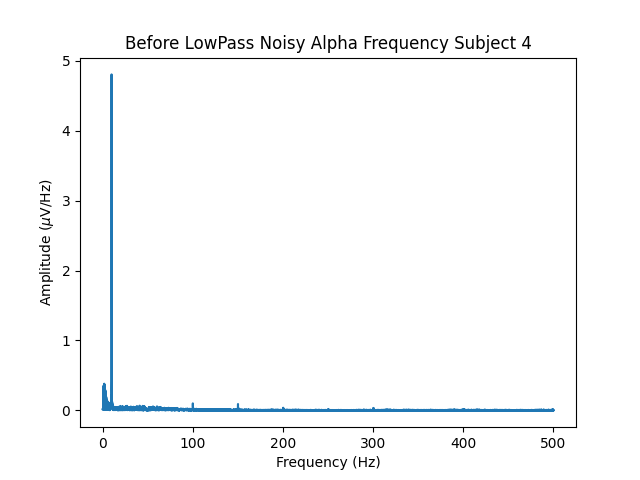 Before LowPass Noisy Alpha Frequency Subject 4
5
4
3
2
1
0
Amplitude (μV/Hz)
0 100 200 300 400 500
Frequency (Hz)